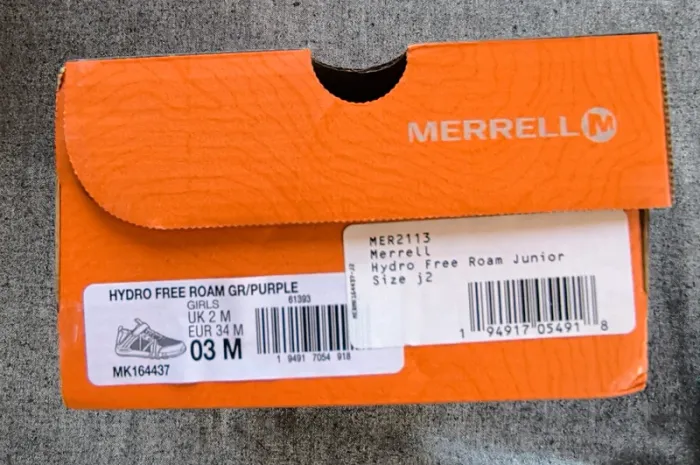 MERRELL M
MER2113
Merrell
Hydro Free Roam Junior
Size j2
1 94917 05491 8
HYDRO FREE ROAM GR/PURPLE
GIRLS
61393
UK 2 M
EUR 34 M
03 M
1 9491 7054 918
MK164437